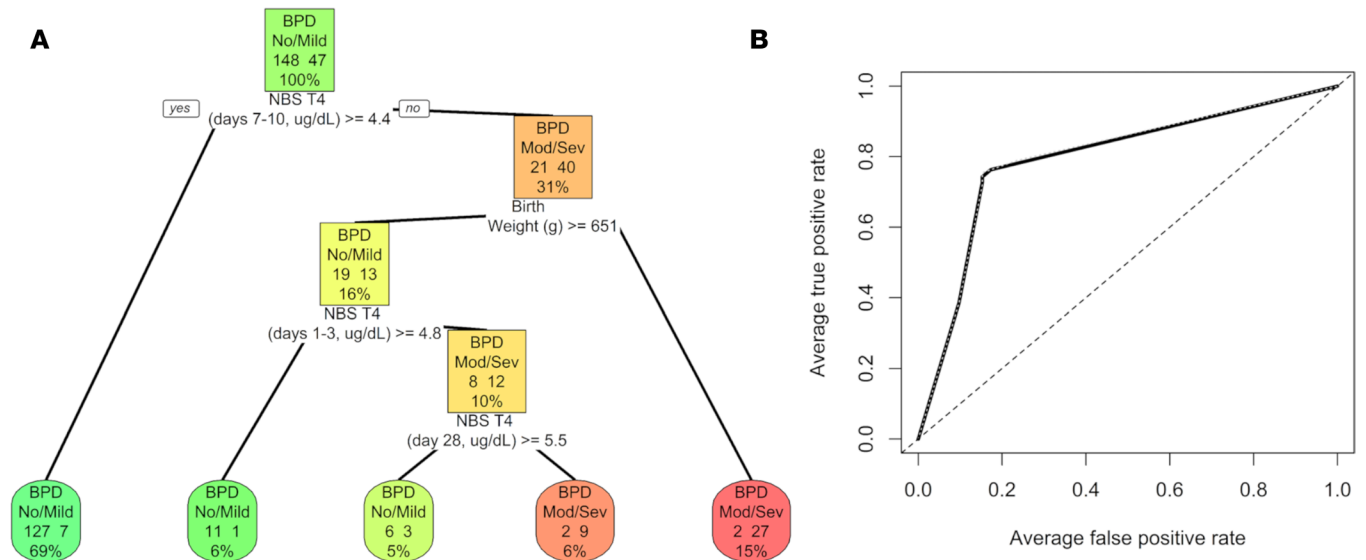 A
BPD
No/Mild
148 47
100%
NBS T4
(days 7-10, ug/dL) >= 4.4
yes
no
BPD
Mod/Sev
21 40
31%
Birth
Weight (g) >= 651
BPD
No/Mild
19 13
16%
NBS T4
(days 1-3, ug/dL) >= 4.8
BPD
Mod/Sev
8 12
10%
NBS T4
(day 28, ug/dL) >= 5.5
BPD
No/Mild
127 7
69%
BPD
No/Mild
11 1
6%
BPD
No/Mild
6 3
5%
BPD
Mod/Sev
2 9
6%
BPD
Mod/Sev
2 27
15%
B
Average true positive rate
1.0
0.8
0.6
0.4
0.2
0.0
0.0 0.2 0.4 0.6 0.8 1.0
Average false positive rate